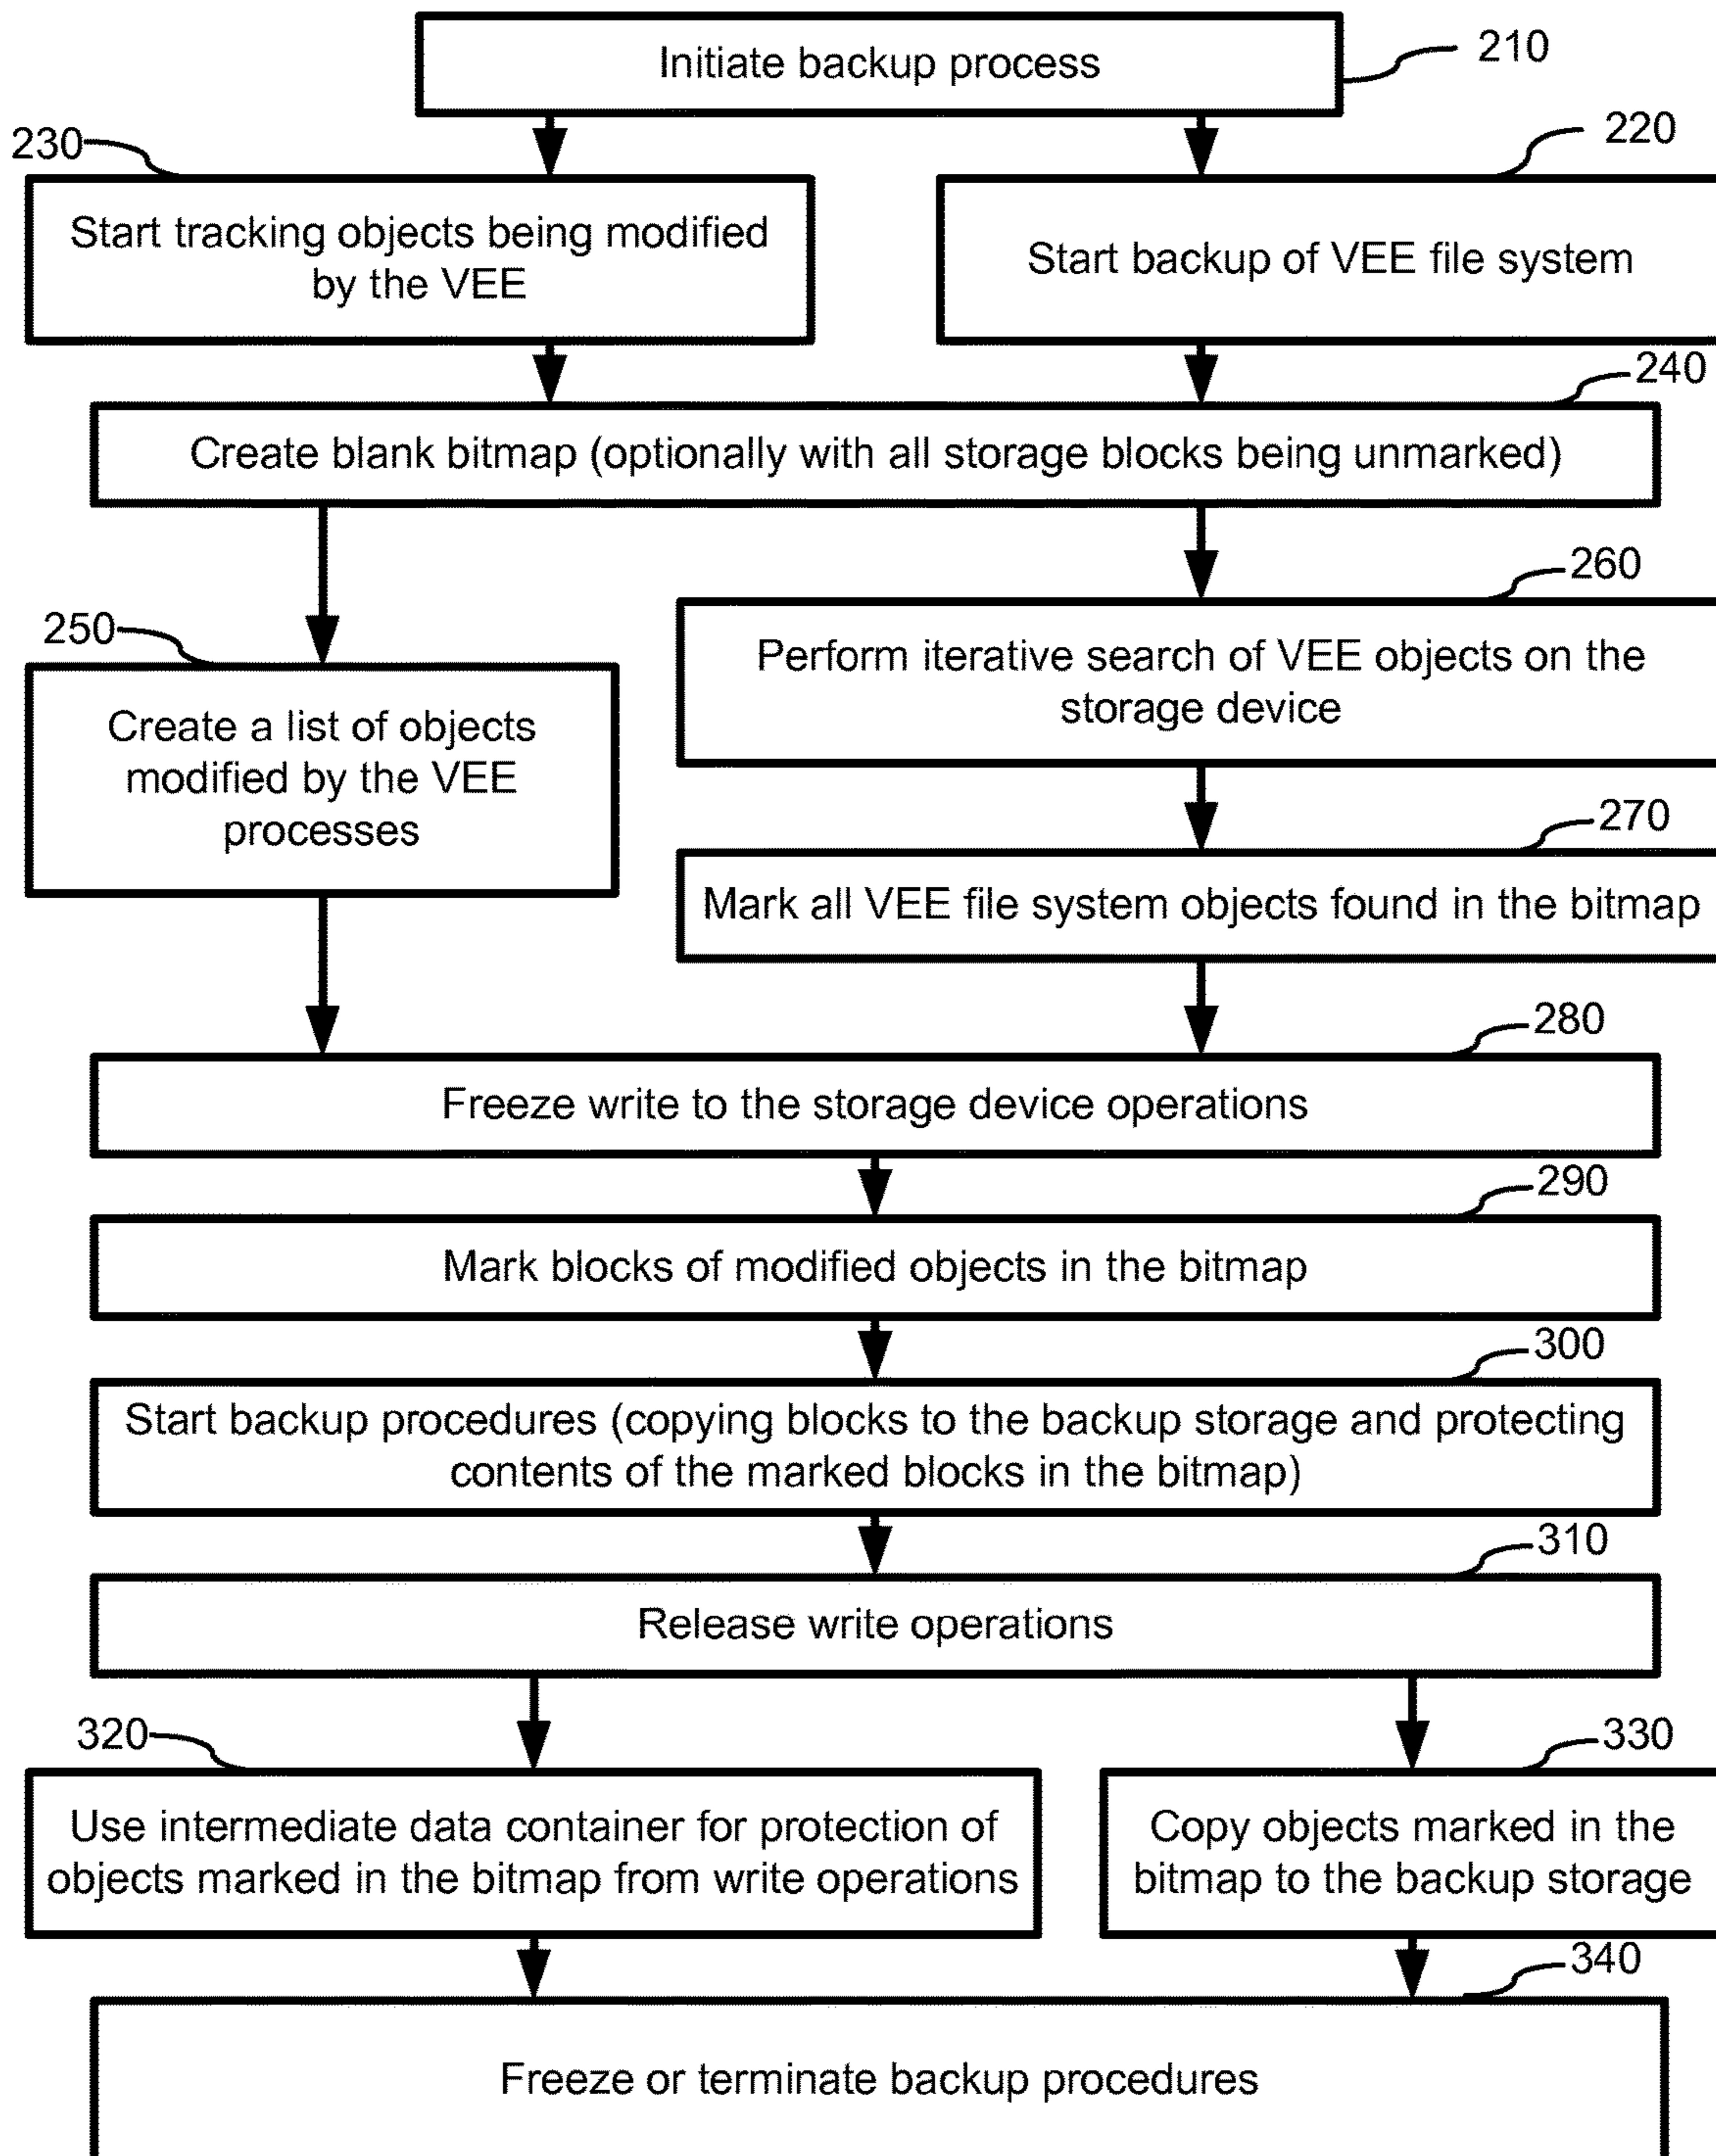 Initiate backup process
210
230
220
Start tracking objects being modified
by the VEE
Start backup of VEE file system
240
Create blank bitmap (optionally with all storage blocks being unmarked)
260
250
Perform iterative search of VEE objects on the
storage device
Create a list of objects
modified by the VEE
processes
270
Mark all VEE file system objects found in the bitmap
280
Freeze write to the storage device operations
290
Mark blocks of modified objects in the bitmap
300
Start backup procedures (copying blocks to the backup storage and protecting
contents of the marked blocks in the bitmap)
310
Release write operations
320
330
Use intermediate data container for protection of
objects marked in the bitmap from write operations
Copy objects marked in the
bitmap to the backup storage
340
Freeze or terminate backup procedures